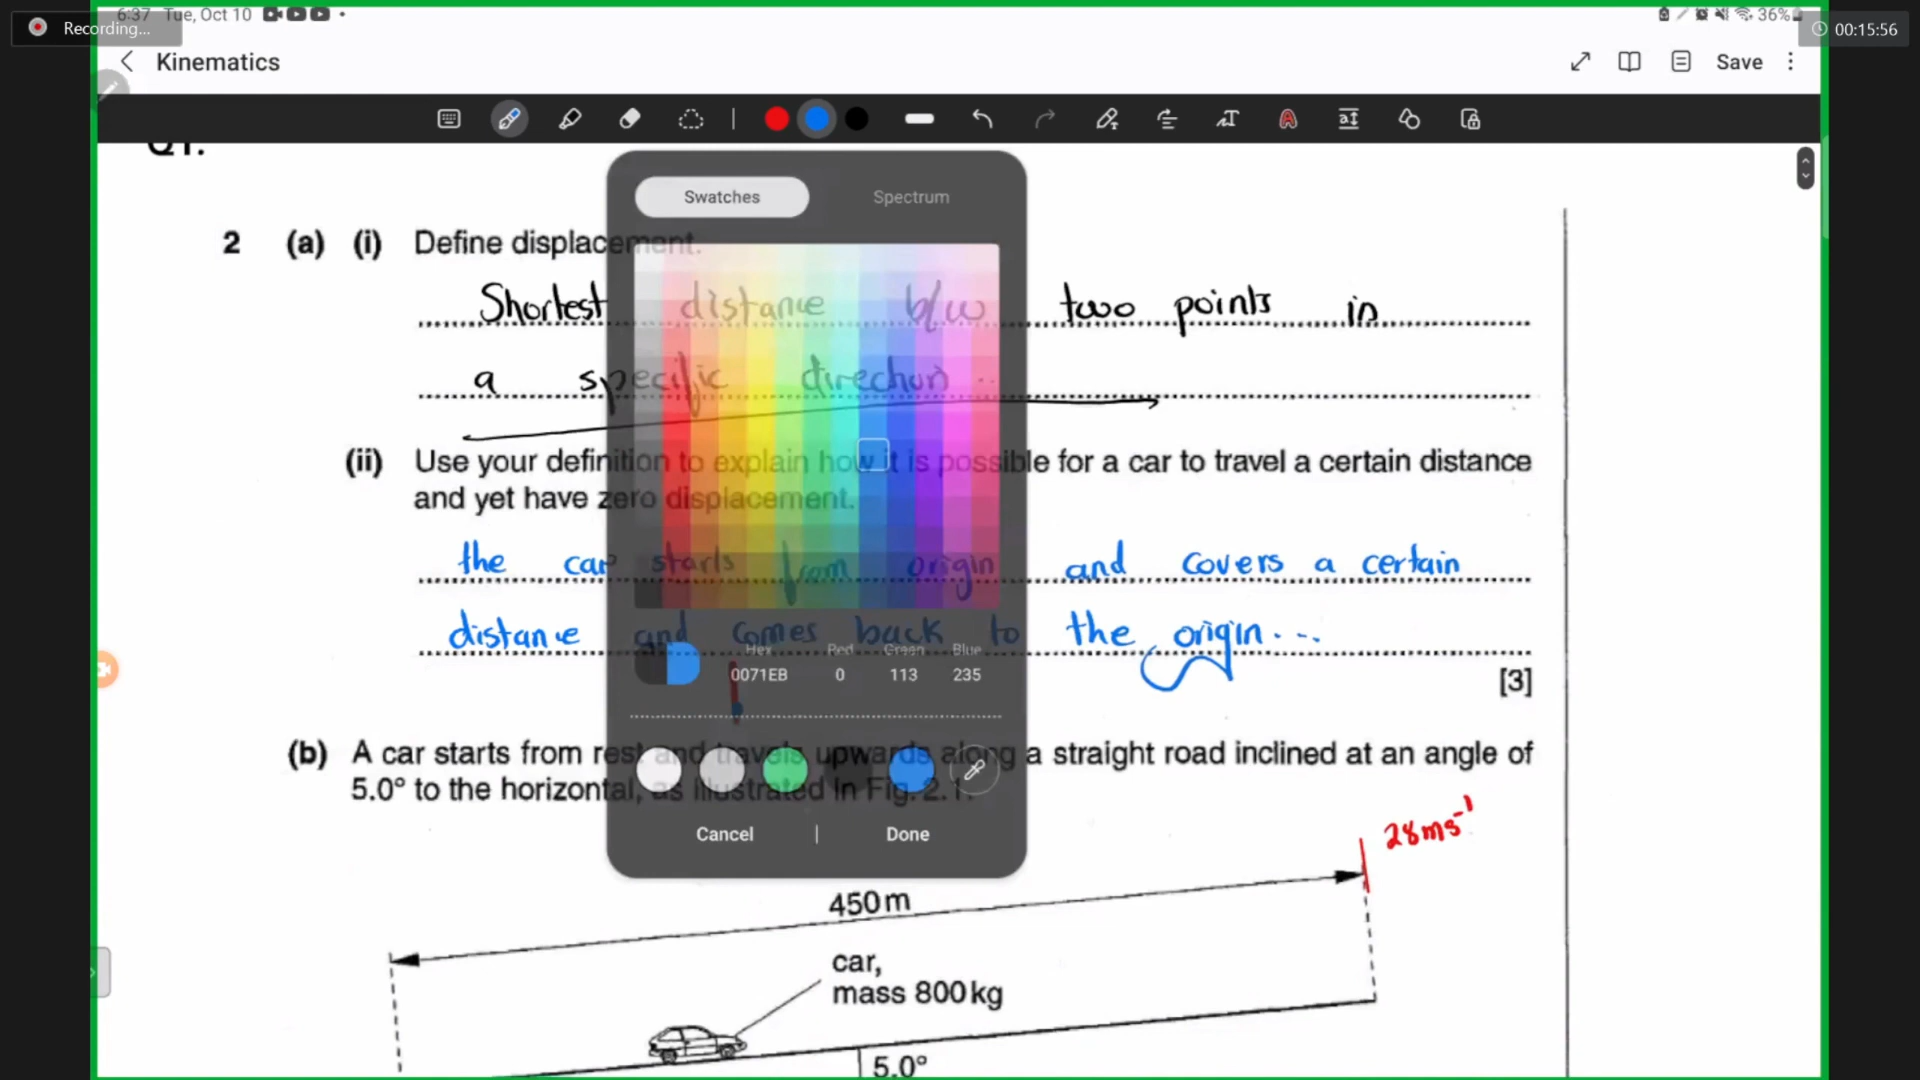 6:37 Tue, Oct 10
36%
Recording...
00:15:56
Kinematics
Save
Q1.
Swatches
Spectrum
2 (a) (i) Define displacement.
Shortest distance b/w two points in
a specific direction..
(ii) Use your definition to explain how it is possible for a car to travel a certain distance
and yet have zero displacement.
the car starts from origin and covers a certain
distance and comes back to the origin...
Hex Red Green Blue
0071EB 0 113 235
[3]
(b) A car starts from rest and travels upwards along a straight road inclined at an angle of
5.0° to the horizontal, as illustrated in Fig. 2.1.
Cancel
Done
28ms⁻¹
450m
car,
mass 800kg
5.0°